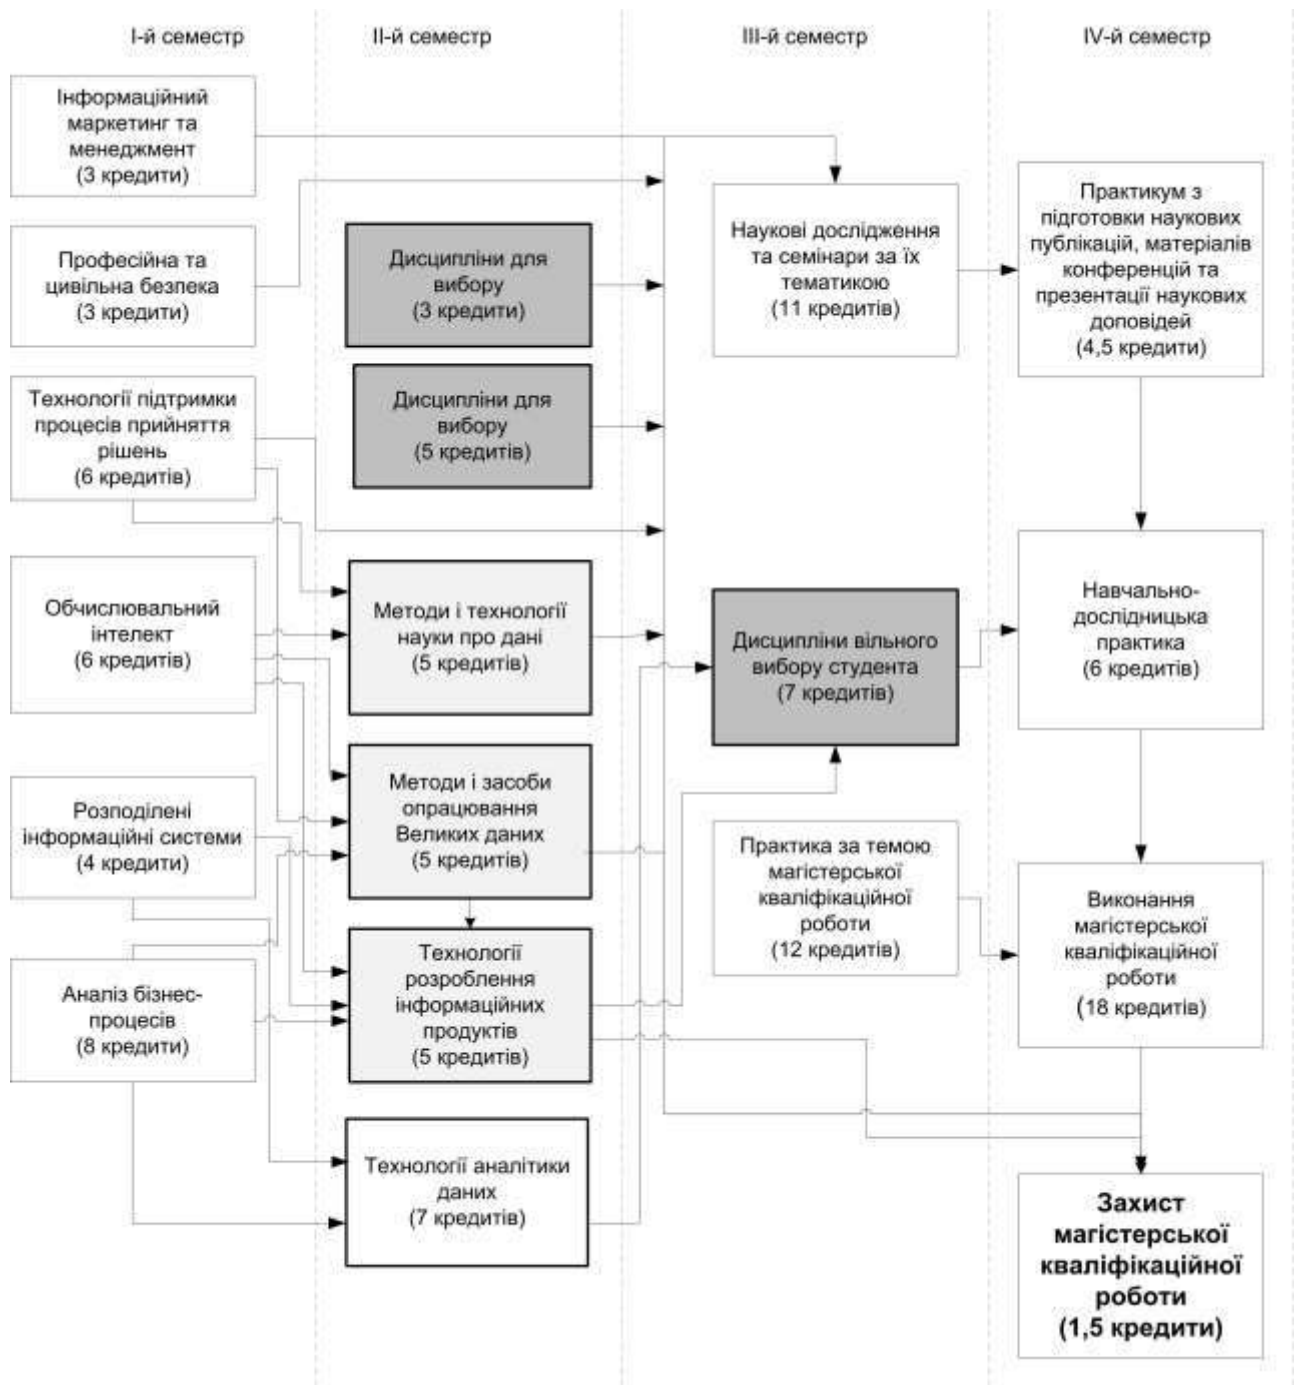 I-й семестр
II-й семестр
III-й семестр
IV-й семестр
Інформаційний
маркетинг та
менеджмент
(3 кредити)
Професійна та
цивільна безпека
(3 кредити)
Технології підтримки
процесів прийняття
рішень
(6 кредитів)
Обчислювальний
інтелект
(6 кредитів)
Розподілені
інформаційні системи
(4 кредити)
Аналіз бізнес-
процесів
(8 кредити)
Дисципліни для
вибору
(3 кредити)
Дисципліни для
вибору
(5 кредитів)
Методи і технології
науки про дані
(5 кредитів)
Методи і засоби
опрацювання
Великих даних
(5 кредитів)
Технології
розроблення
інформаційних
продуктів
(5 кредитів)
Технології аналітики
даних
(7 кредитів)
Наукові дослідження
та семінари за їх
тематикою
(11 кредитів)
Дисципліни вільного
вибору студента
(7 кредитів)
Практика за темою
магістерської
кваліфікаційної
роботи
(12 кредитів)
Практикум з
підготовки наукових
публікацій, матеріалів
конференцій та
презентації наукових
доповідей
(4,5 кредити)
Навчально-
дослідницька
практика
(6 кредитів)
Виконання
магістерської
кваліфікаційної
роботи
(18 кредитів)
Захист
магістерської
кваліфікаційної
роботи
(1,5 кредити)